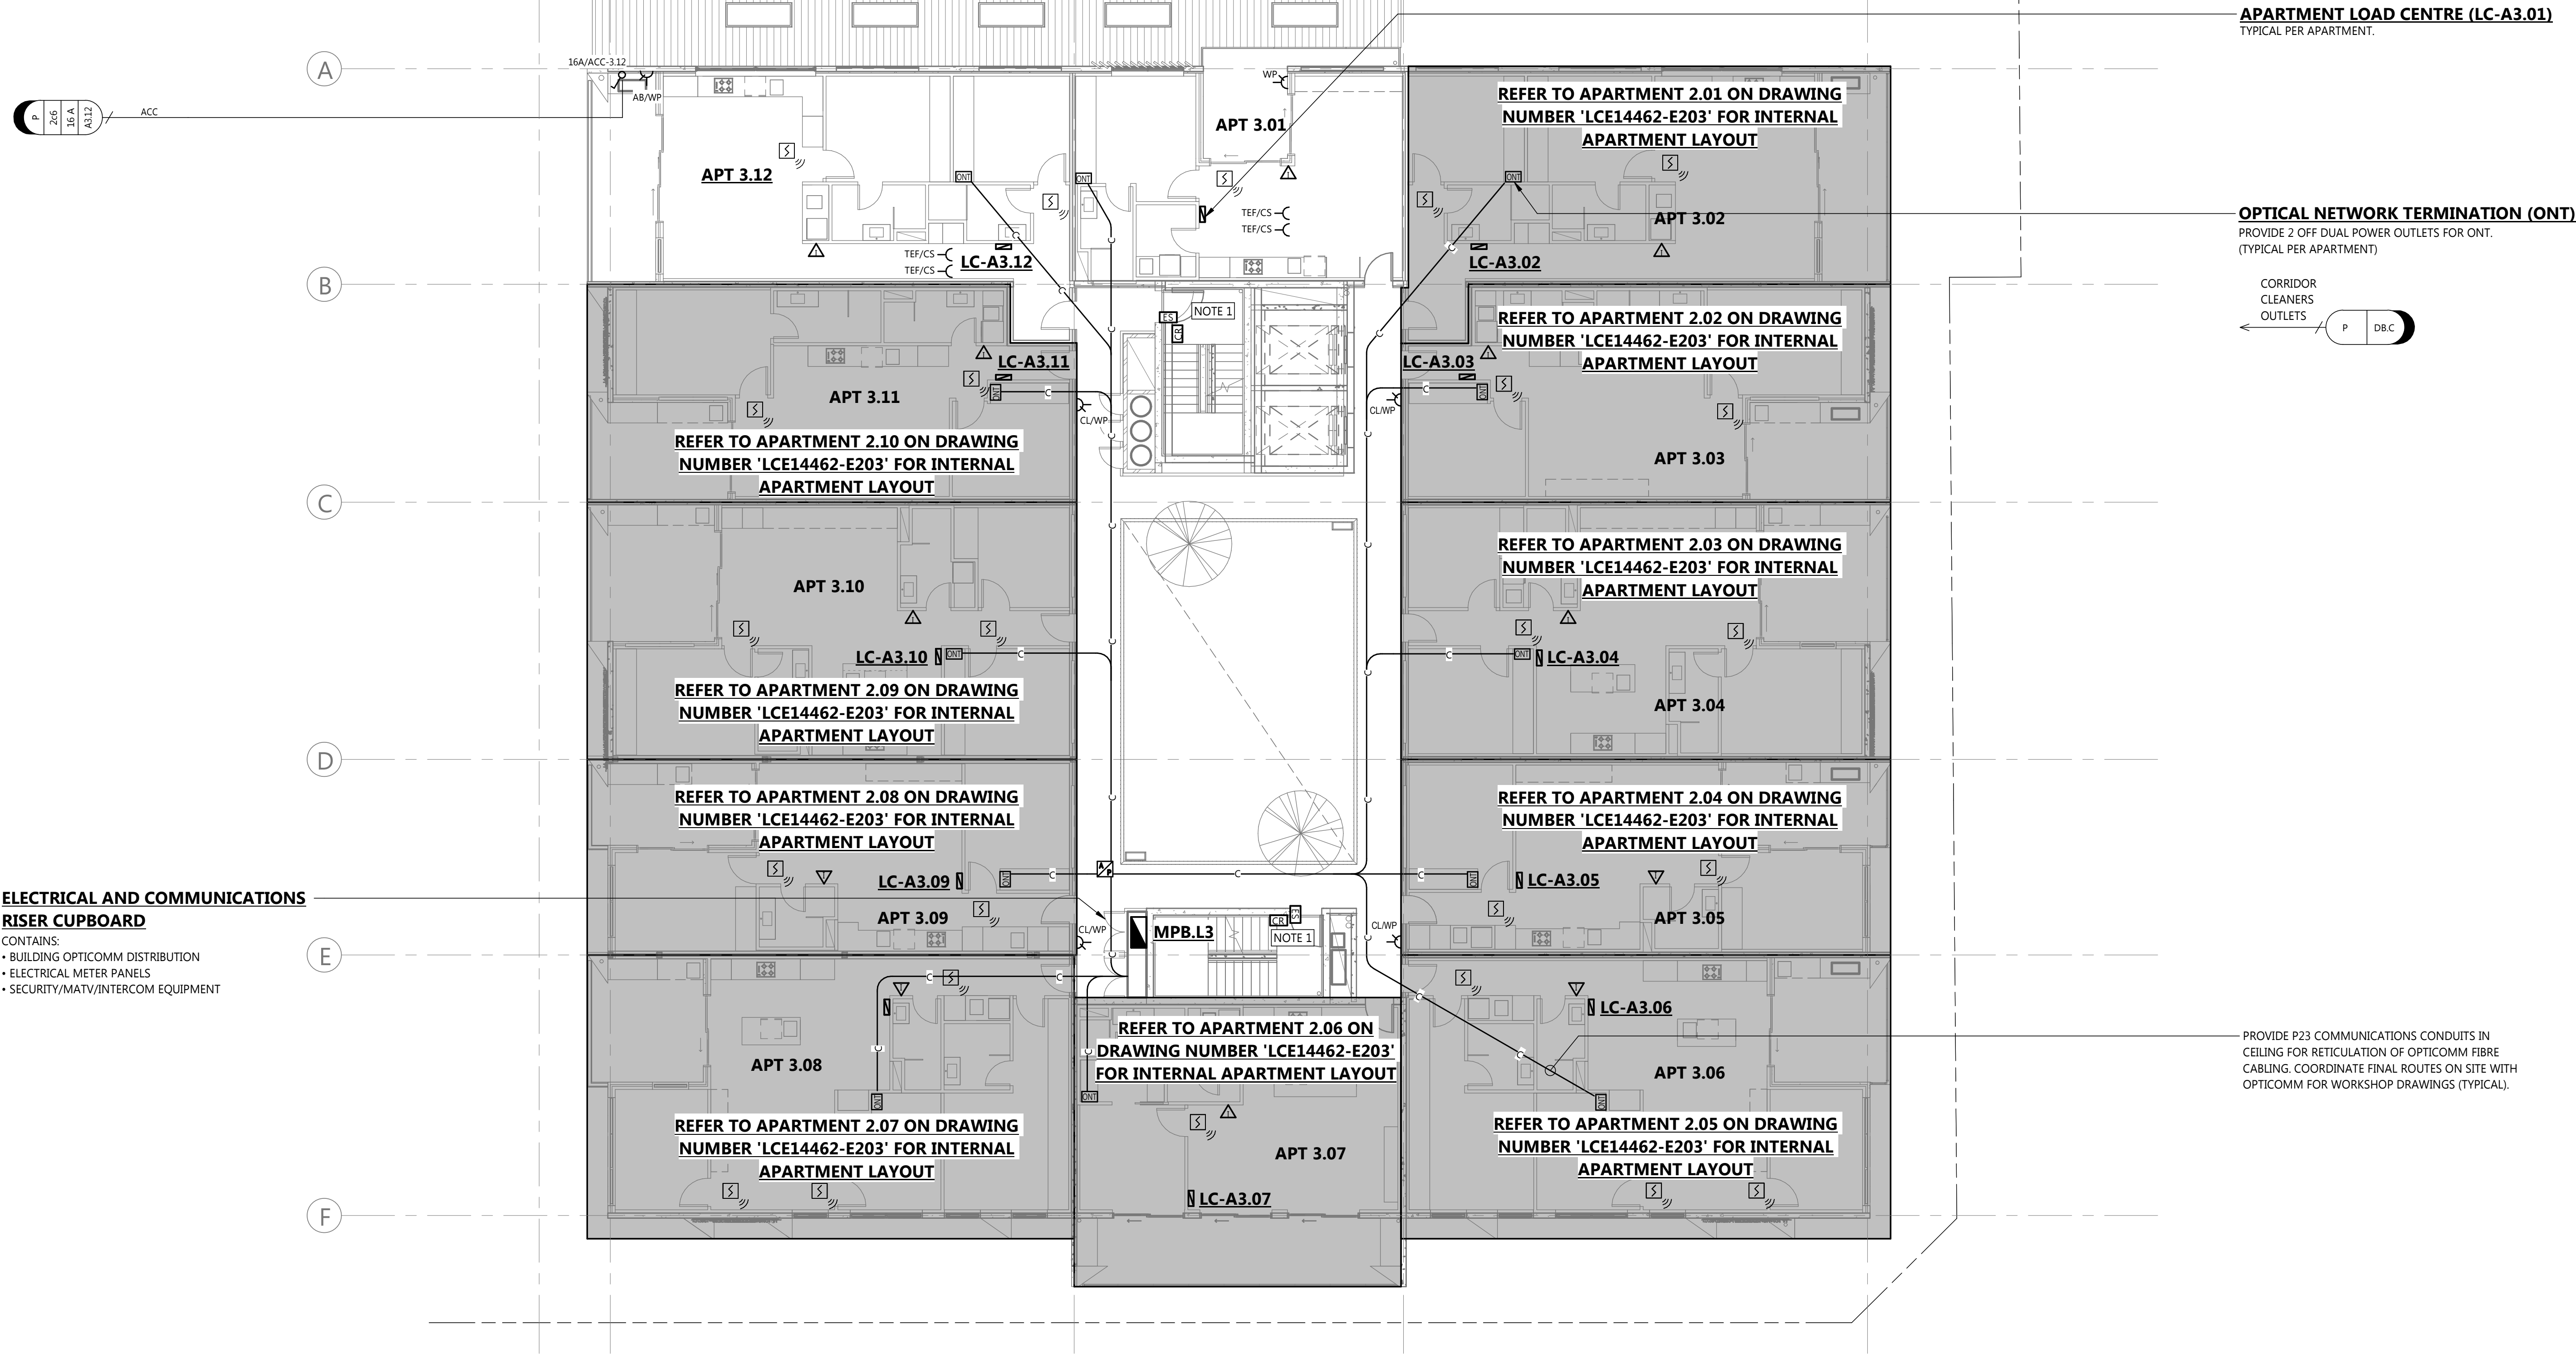 APARTMENT LOAD CENTRE (LC-A3.01)
TYPICAL PER APARTMENT.
A
16A/ACC-3.12
AB/WP
P
2c6
16 A
A3.12
ACC
WP
APT 3.01
REFER TO APARTMENT 2.01 ON DRAWING
NUMBER 'LCE14462-E203' FOR INTERNAL
APARTMENT LAYOUT
APT 3.12
ONT
ONT
ONT
TEF/CS
TEF/CS
APT 3.02
OPTICAL NETWORK TERMINATION (ONT)
PROVIDE 2 OFF DUAL POWER OUTLETS FOR ONT.
(TYPICAL PER APARTMENT)
C
C
TEF/CS
TEF/CS
LC-A3.12
LC-A3.02
B
C
C
CORRIDOR
CLEANERS
OUTLETS
P
DB.C
ES
CR
NOTE 1
C
C
REFER TO APARTMENT 2.02 ON DRAWING
NUMBER 'LCE14462-E203' FOR INTERNAL
APARTMENT LAYOUT
LC-A3.11
LC-A3.03
ONT
C
C
ONT
APT 3.11
CL/WP
CL/WP
C
C
REFER TO APARTMENT 2.10 ON DRAWING
NUMBER 'LCE14462-E203' FOR INTERNAL
APARTMENT LAYOUT
APT 3.03
C
C
C
REFER TO APARTMENT 2.03 ON DRAWING
NUMBER 'LCE14462-E203' FOR INTERNAL
APARTMENT LAYOUT
APT 3.10
C
LC-A3.10
ONT
C
C
ONT
LC-A3.04
C
REFER TO APARTMENT 2.09 ON DRAWING
NUMBER 'LCE14462-E203' FOR INTERNAL
APARTMENT LAYOUT
APT 3.04
D
REFER TO APARTMENT 2.08 ON DRAWING
NUMBER 'LCE14462-E203' FOR INTERNAL
APARTMENT LAYOUT
C
C
REFER TO APARTMENT 2.04 ON DRAWING
NUMBER 'LCE14462-E203' FOR INTERNAL
APARTMENT LAYOUT
A
P
LC-A3.09
ONT
C
C
C
ONT
LC-A3.05
APT 3.09
APT 3.05
ELECTRICAL AND COMMUNICATIONS
RISER CUPBOARD
CONTAINS:
• BUILDING OPTICOMM DISTRIBUTION
• ELECTRICAL METER PANELS
• SECURITY/MATV/INTERCOM EQUIPMENT
CL/WP
MPB.L3
CR
ES
NOTE 1
CL/WP
C
E
C
C
C
C
LC-A3.06
C
APT 3.08
REFER TO APARTMENT 2.06 ON
DRAWING NUMBER 'LCE14462-E203'
FOR INTERNAL APARTMENT LAYOUT
C
C
APT 3.06
PROVIDE P23 COMMUNICATIONS CONDUITS IN
CEILING FOR RETICULATION OF OPTICOMM FIBRE
CABLING. COORDINATE FINAL ROUTES ON SITE WITH
OPTICOMM FOR WORKSHOP DRAWINGS (TYPICAL).
ONT
ONT
ONT
REFER TO APARTMENT 2.07 ON DRAWING
NUMBER 'LCE14462-E203' FOR INTERNAL
APARTMENT LAYOUT
APT 3.07
REFER TO APARTMENT 2.05 ON DRAWING
NUMBER 'LCE14462-E203' FOR INTERNAL
APARTMENT LAYOUT
LC-A3.07
F